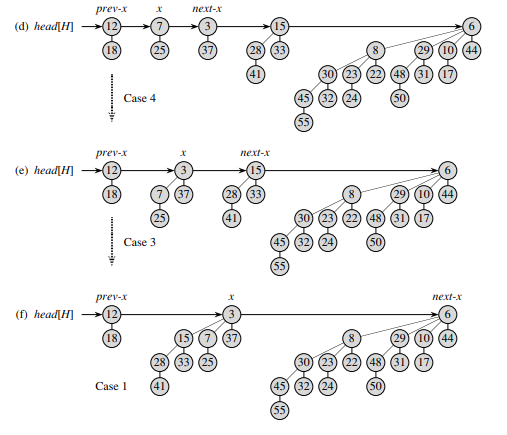 prev-x x next-x
(d) head[H] 12 7 3 15 6
18 25 37 28 33 8 29 10 44
41 30 23 22 48 31 17
Case 4 45 32 24 50
55
prev-x x next-x
(e) head[H] 12 3 15 6
18 7 37 28 33 8 29 10 44
25 41 30 23 22 48 31 17
Case 3 45 32 24 50
55
prev-x x next-x
(f) head[H] 12 3 6
18 15 7 37 8 29 10 44
28 33 25 30 23 22 48 31 17
Case 1 41 45 32 24 50
55